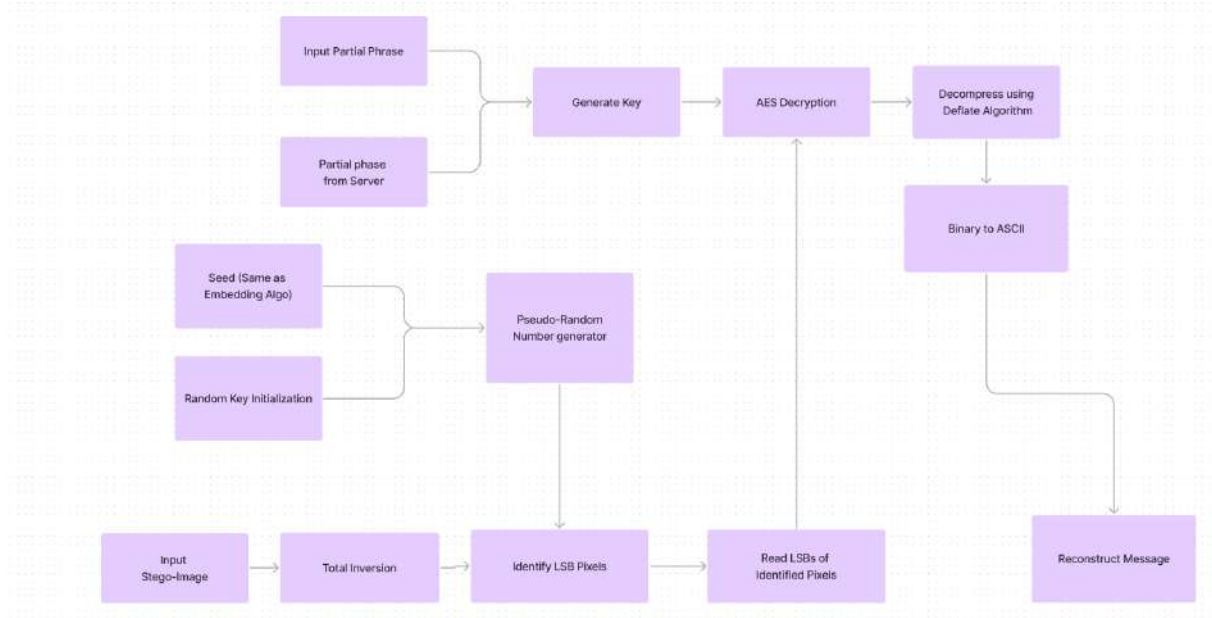 Input Partial Phrase
Generate Key
AES Decryption
Decompress using
Deflate Algorithm
Partial phase
from Server
Binary to ASCII
Seed (Same as
Embedding Algo)
Pseudo-Random
Number generator
Random Key Initialization
Input
Stego-Image
Total Inversion
Identify LSB Pixels
Read LSBs of
Identified Pixels
Reconstruct Message